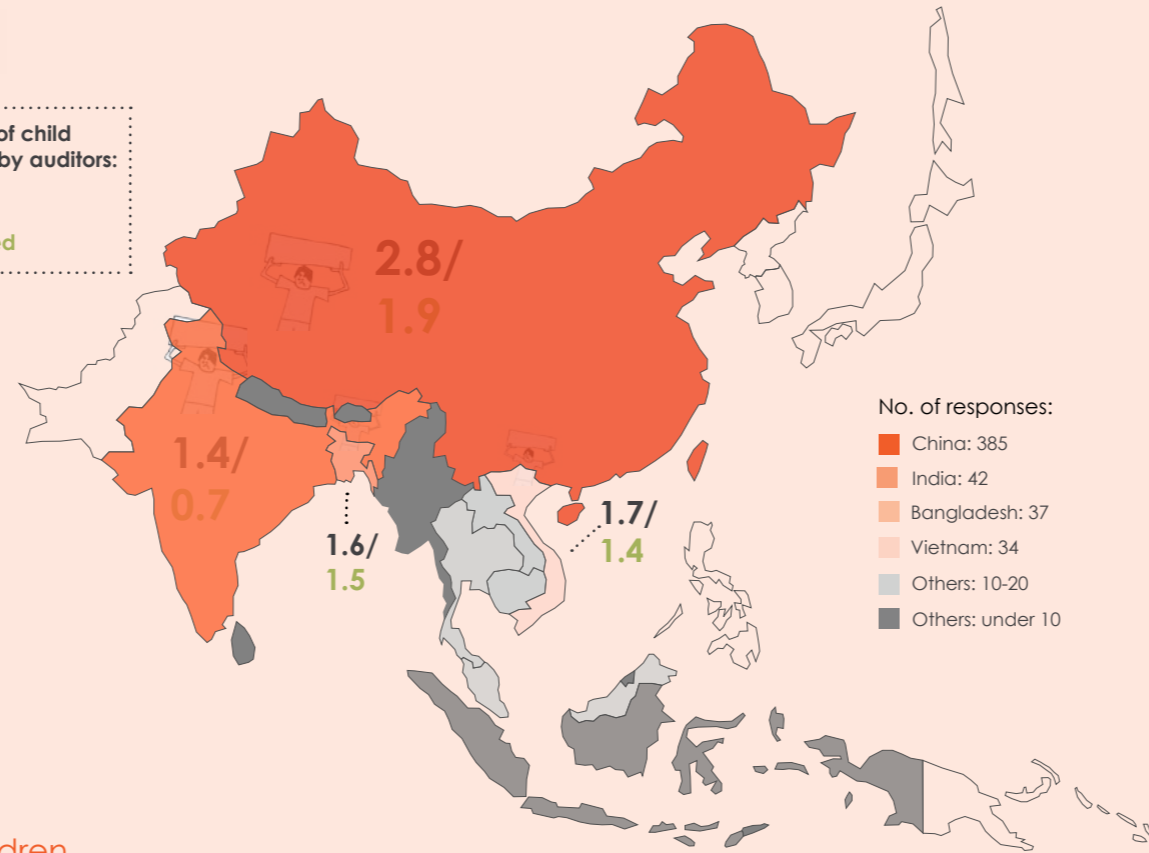 of child
by auditors:
ed
2.8/
1.9
1.4/
0.7
1.6/
1.5
1.7/
1.4
No. of responses:
China: 385
India: 42
Bangladesh: 37
Vietnam: 34
Others: 10-20
Others: under 10
dren